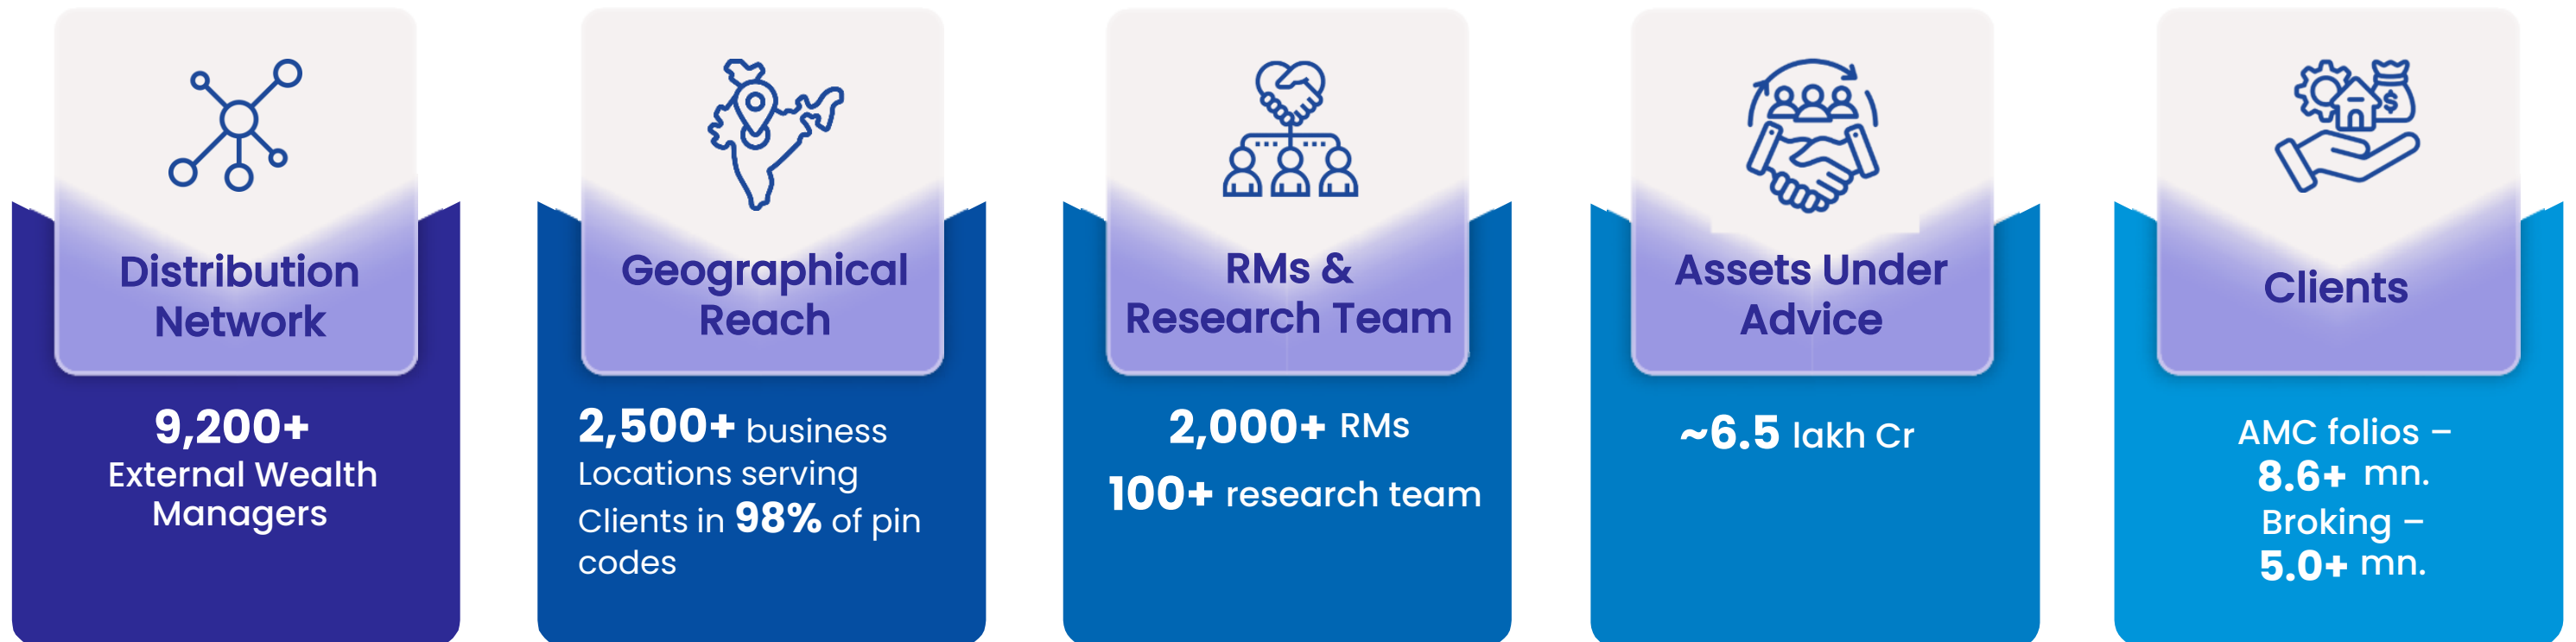 Distribution
Network
9,200+
External Wealth
Managers
Geographical
Reach
2,500+ business
Locations serving
Clients in 98% of pin
codes
RMs &
Research Team
2,000+ RMs
100+ research team
Assets Under
Advice
~6.5 lakh Cr
Clients
AMC folios –
8.6+ mn.
Broking –
5.0+ mn.
$